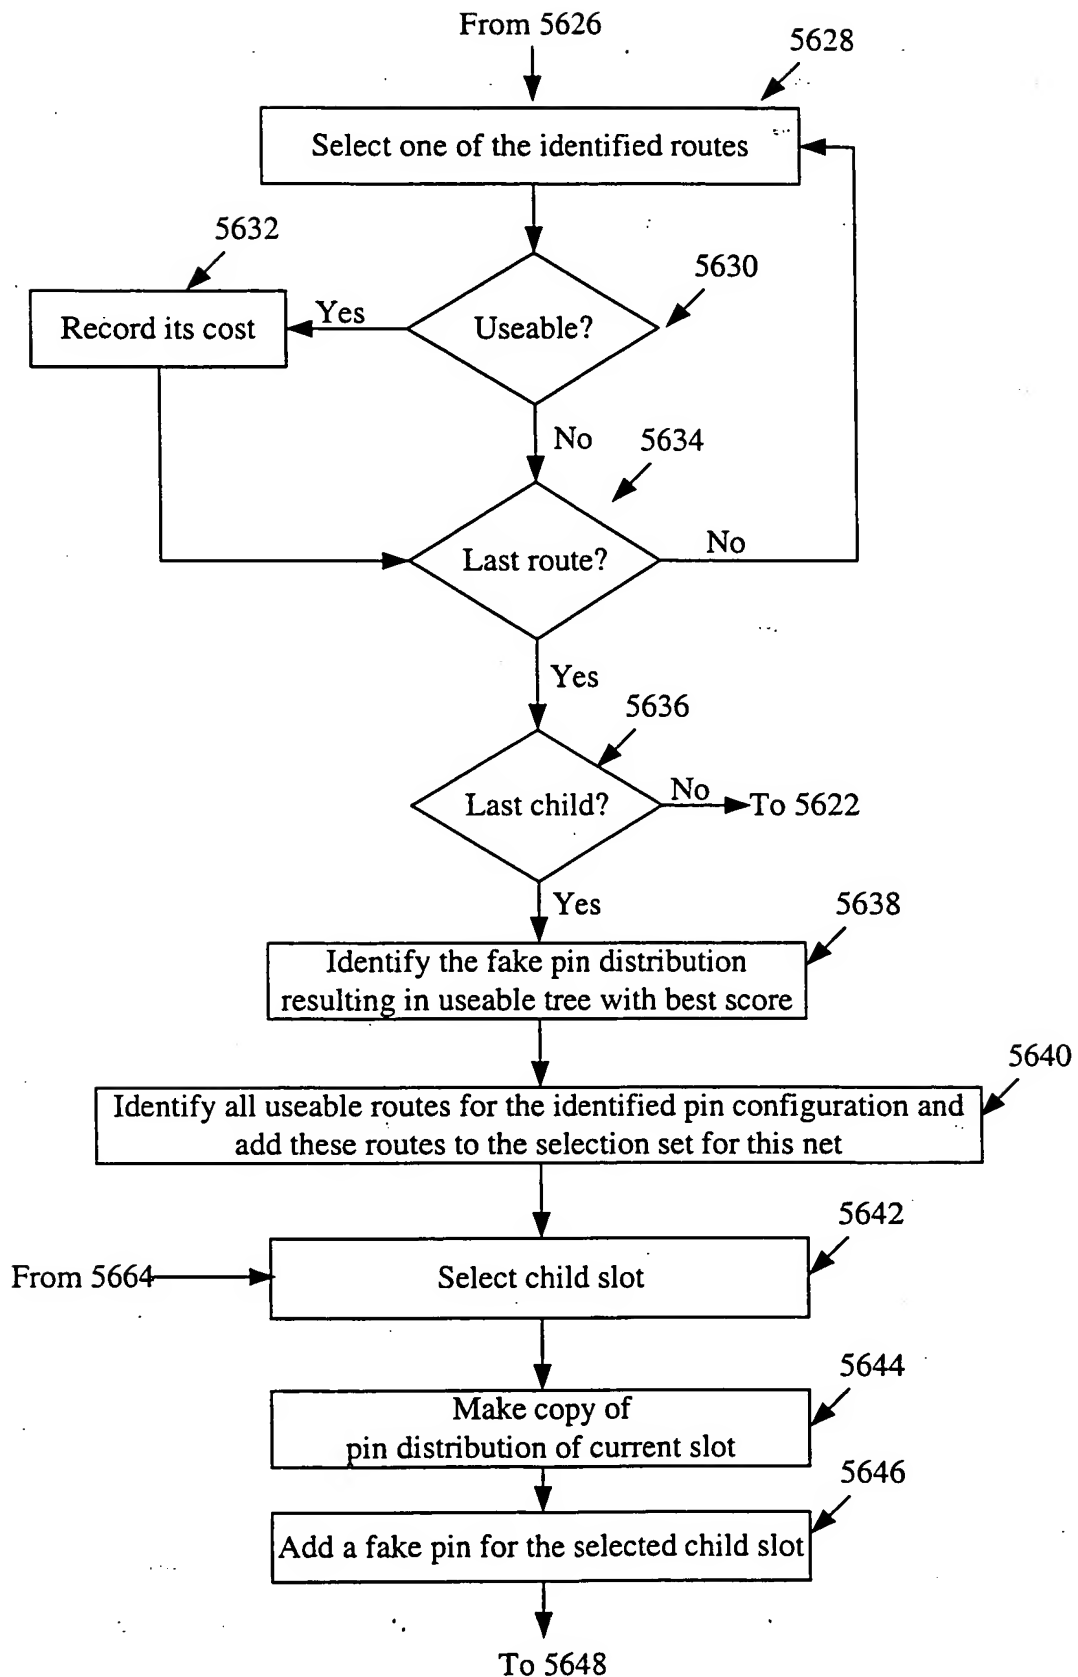 From 5626
5628
Select one of the identified routes
5632
5630
Record its cost
Yes
Useable?
No
5634
Last route?
No
Yes
5636
Last child?
No
To 5622
Yes
5638
Identify the fake pin distribution
resulting in useable tree with best score
5640
Identify all useable routes for the identified pin configuration and
add these routes to the selection set for this net
5642
From 5664
Select child slot
5644
Make copy of
pin distribution of current slot
5646
Add a fake pin for the selected child slot
To 5648